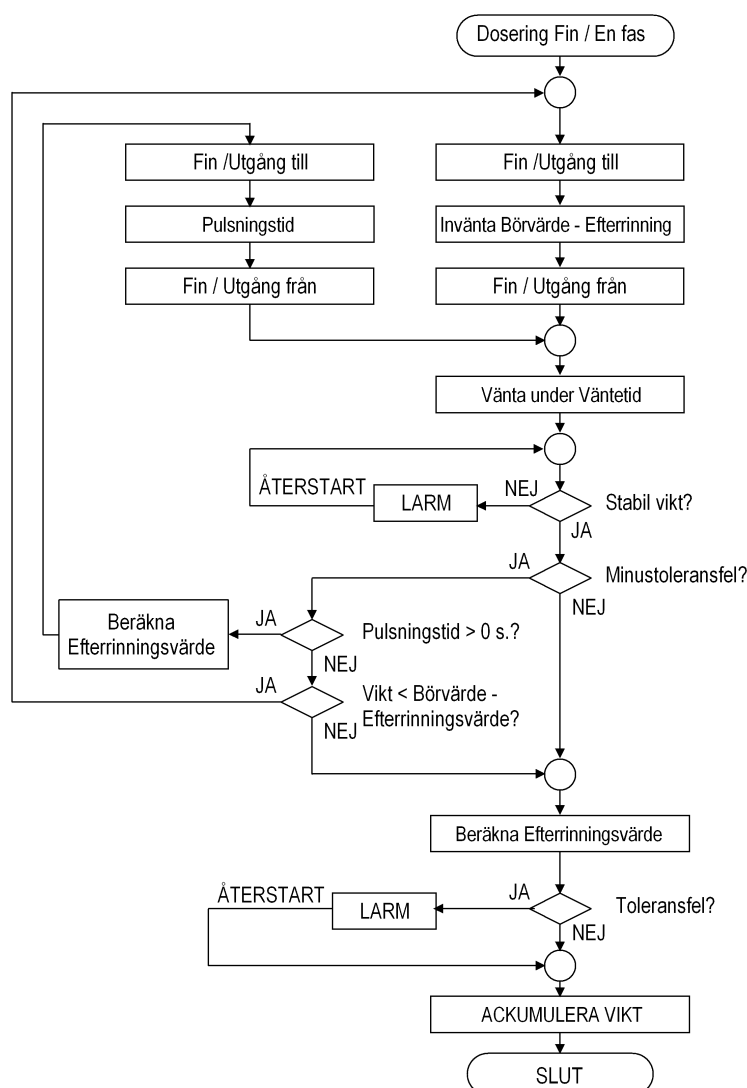 Dosering Fin / En fas
Fin /Utgång till
Fin /Utgång till
Pulsningstid
Invänta Börvärde - Efterrinning
Fin / Utgång från
Fin / Utgång från
Vänta under Väntetid
ÅTERSTART
LARM
NEJ
Stabil vikt?
JA
JA
Minustoleransfel?
NEJ
Beräkna
Efterrinningsvärde
JA
Pulsningstid > 0 s.?
NEJ
JA
Vikt < Börvärde -
Efterrinningsvärde?
NEJ
Beräkna Efterrinningsvärde
ÅTERSTART
LARM
JA
Toleransfel?
NEJ
ACKUMULERA VIKT
SLUT